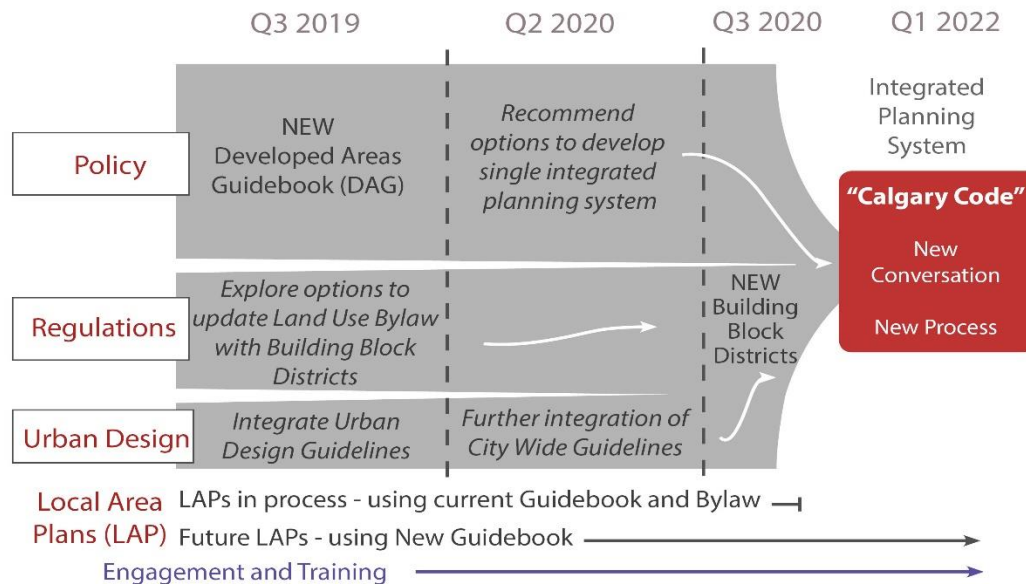 Q3 2019
Q2 2020
Q3 2020
Q1 2022
Policy
NEW
Developed Areas
Guidebook (DAG)
Recommend
options to develop
single integrated
planning system
Integrated
Planning
System
"Calgary Code"
New
Conversation
New Process
Regulations
Explore options to
update Land Use Bylaw
with Building Block
Districts
NEW
Building
Block
Districts
Urban Design
Integrate Urban
Design Guidelines
Further integration of
City Wide Guidelines
Local Area
Plans (LAP)
LAPs in process - using current Guidebook and Bylaw
Future LAPs - using New Guidebook
Engagement and Training